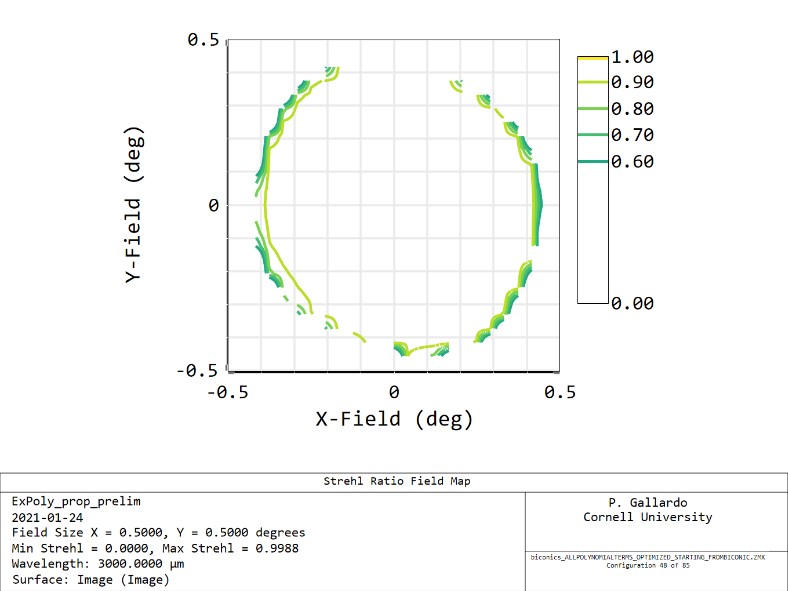 0.5
0
-0.5
Y-Field (deg)
-0.5
0
0.5
X-Field (deg)
1.00
0.90
0.80
0.70
0.60
0.00
Strehl Ratio Field Map
ExPoly_prop_prelim
2021-01-24
Field Size X = 0.5000, Y = 0.5000 degrees
Min Strehl = 0.0000, Max Strehl = 0.9988
Wavelength: 3000.0000 µm
Surface: Image (Image)
P. Gallardo
Cornell University
biconics_ALLPOLYNOMIALTERMS_OPTIMIZED_STARTING_FROMBICONIC.ZMX
Configuration 48 of 85